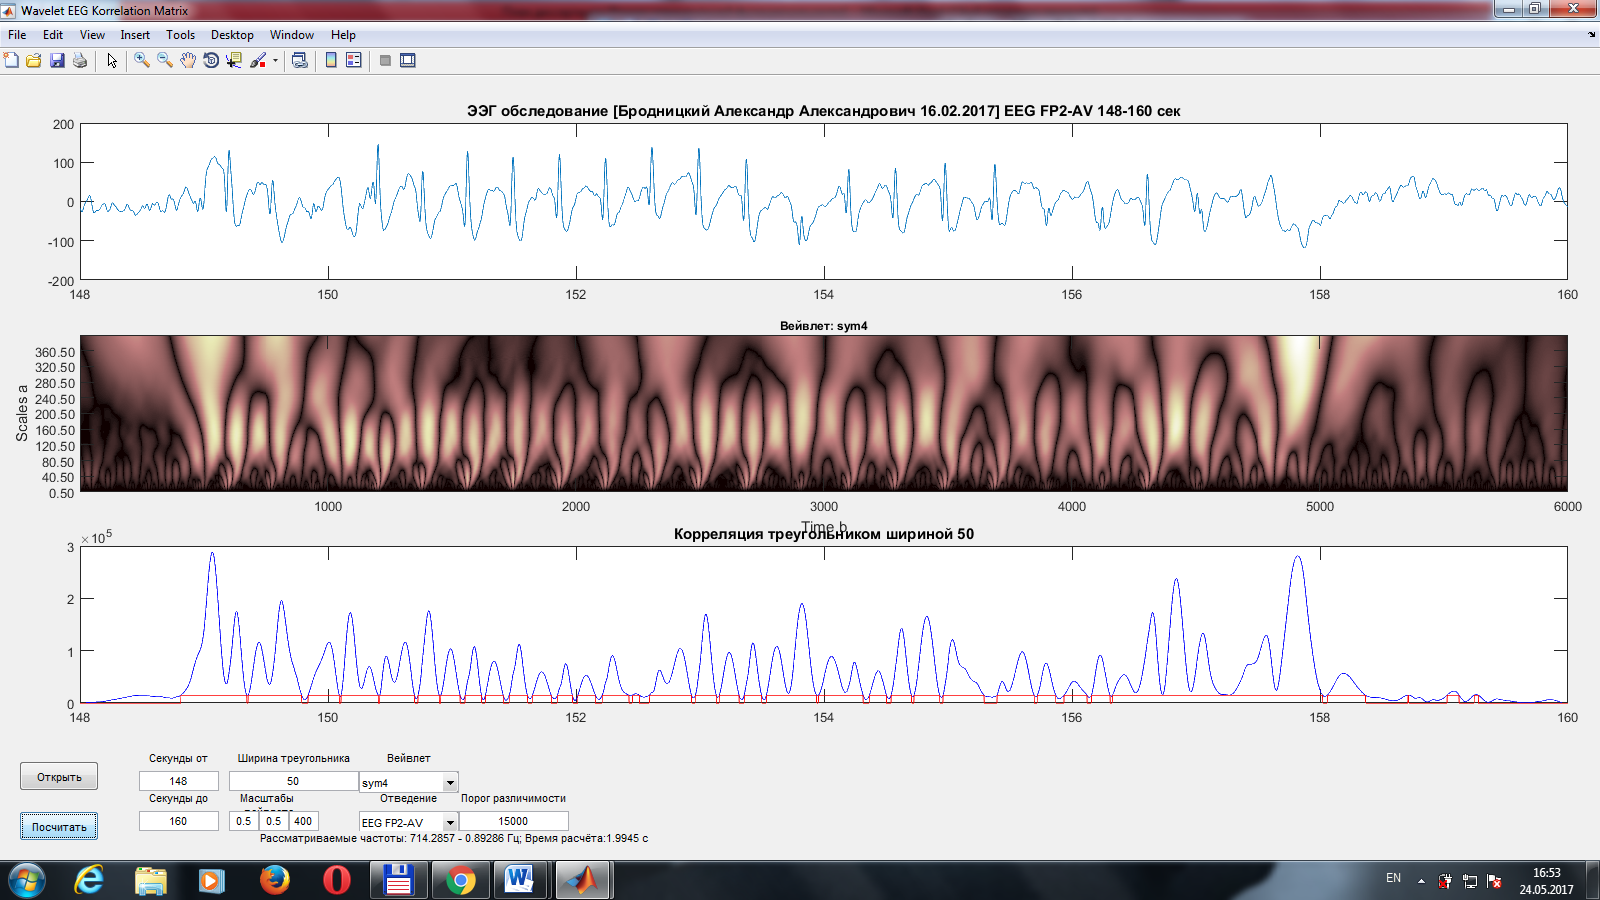 Wavelet EEG Korrelation Matrix
File Edit View Insert Tools Desktop Window Help
ЭЭГ обследование [Бродницкий Александр Александрович 16.02.2017] EEG FP2-AV 148-160 сек
200
100
0
-100
-200
148 150 152 154 156 158 160
Вейвлет: sym4
Scales a
360.50
320.50
280.50
240.50
200.50
160.50
120.50
80.50
40.50
0.50
1000 2000 3000 4000 5000 6000
Time b
Корреляция треугольником шириной 50
×10^5
3
2
1
0
148 150 152 154 156 158 160
Секунды от Ширина треугольника Вейвлет
Открыть 148 50 sym4
Секунды до Масштабы Отведение Порог различимости
Посчитать 160 0.5 0.5 400 EEG FP2-AV 15000
Рассматриваемые частоты: 714.2857 - 0.89286 Гц; Время расчёта:1.9945 с
EN
16:53
24.05.2017